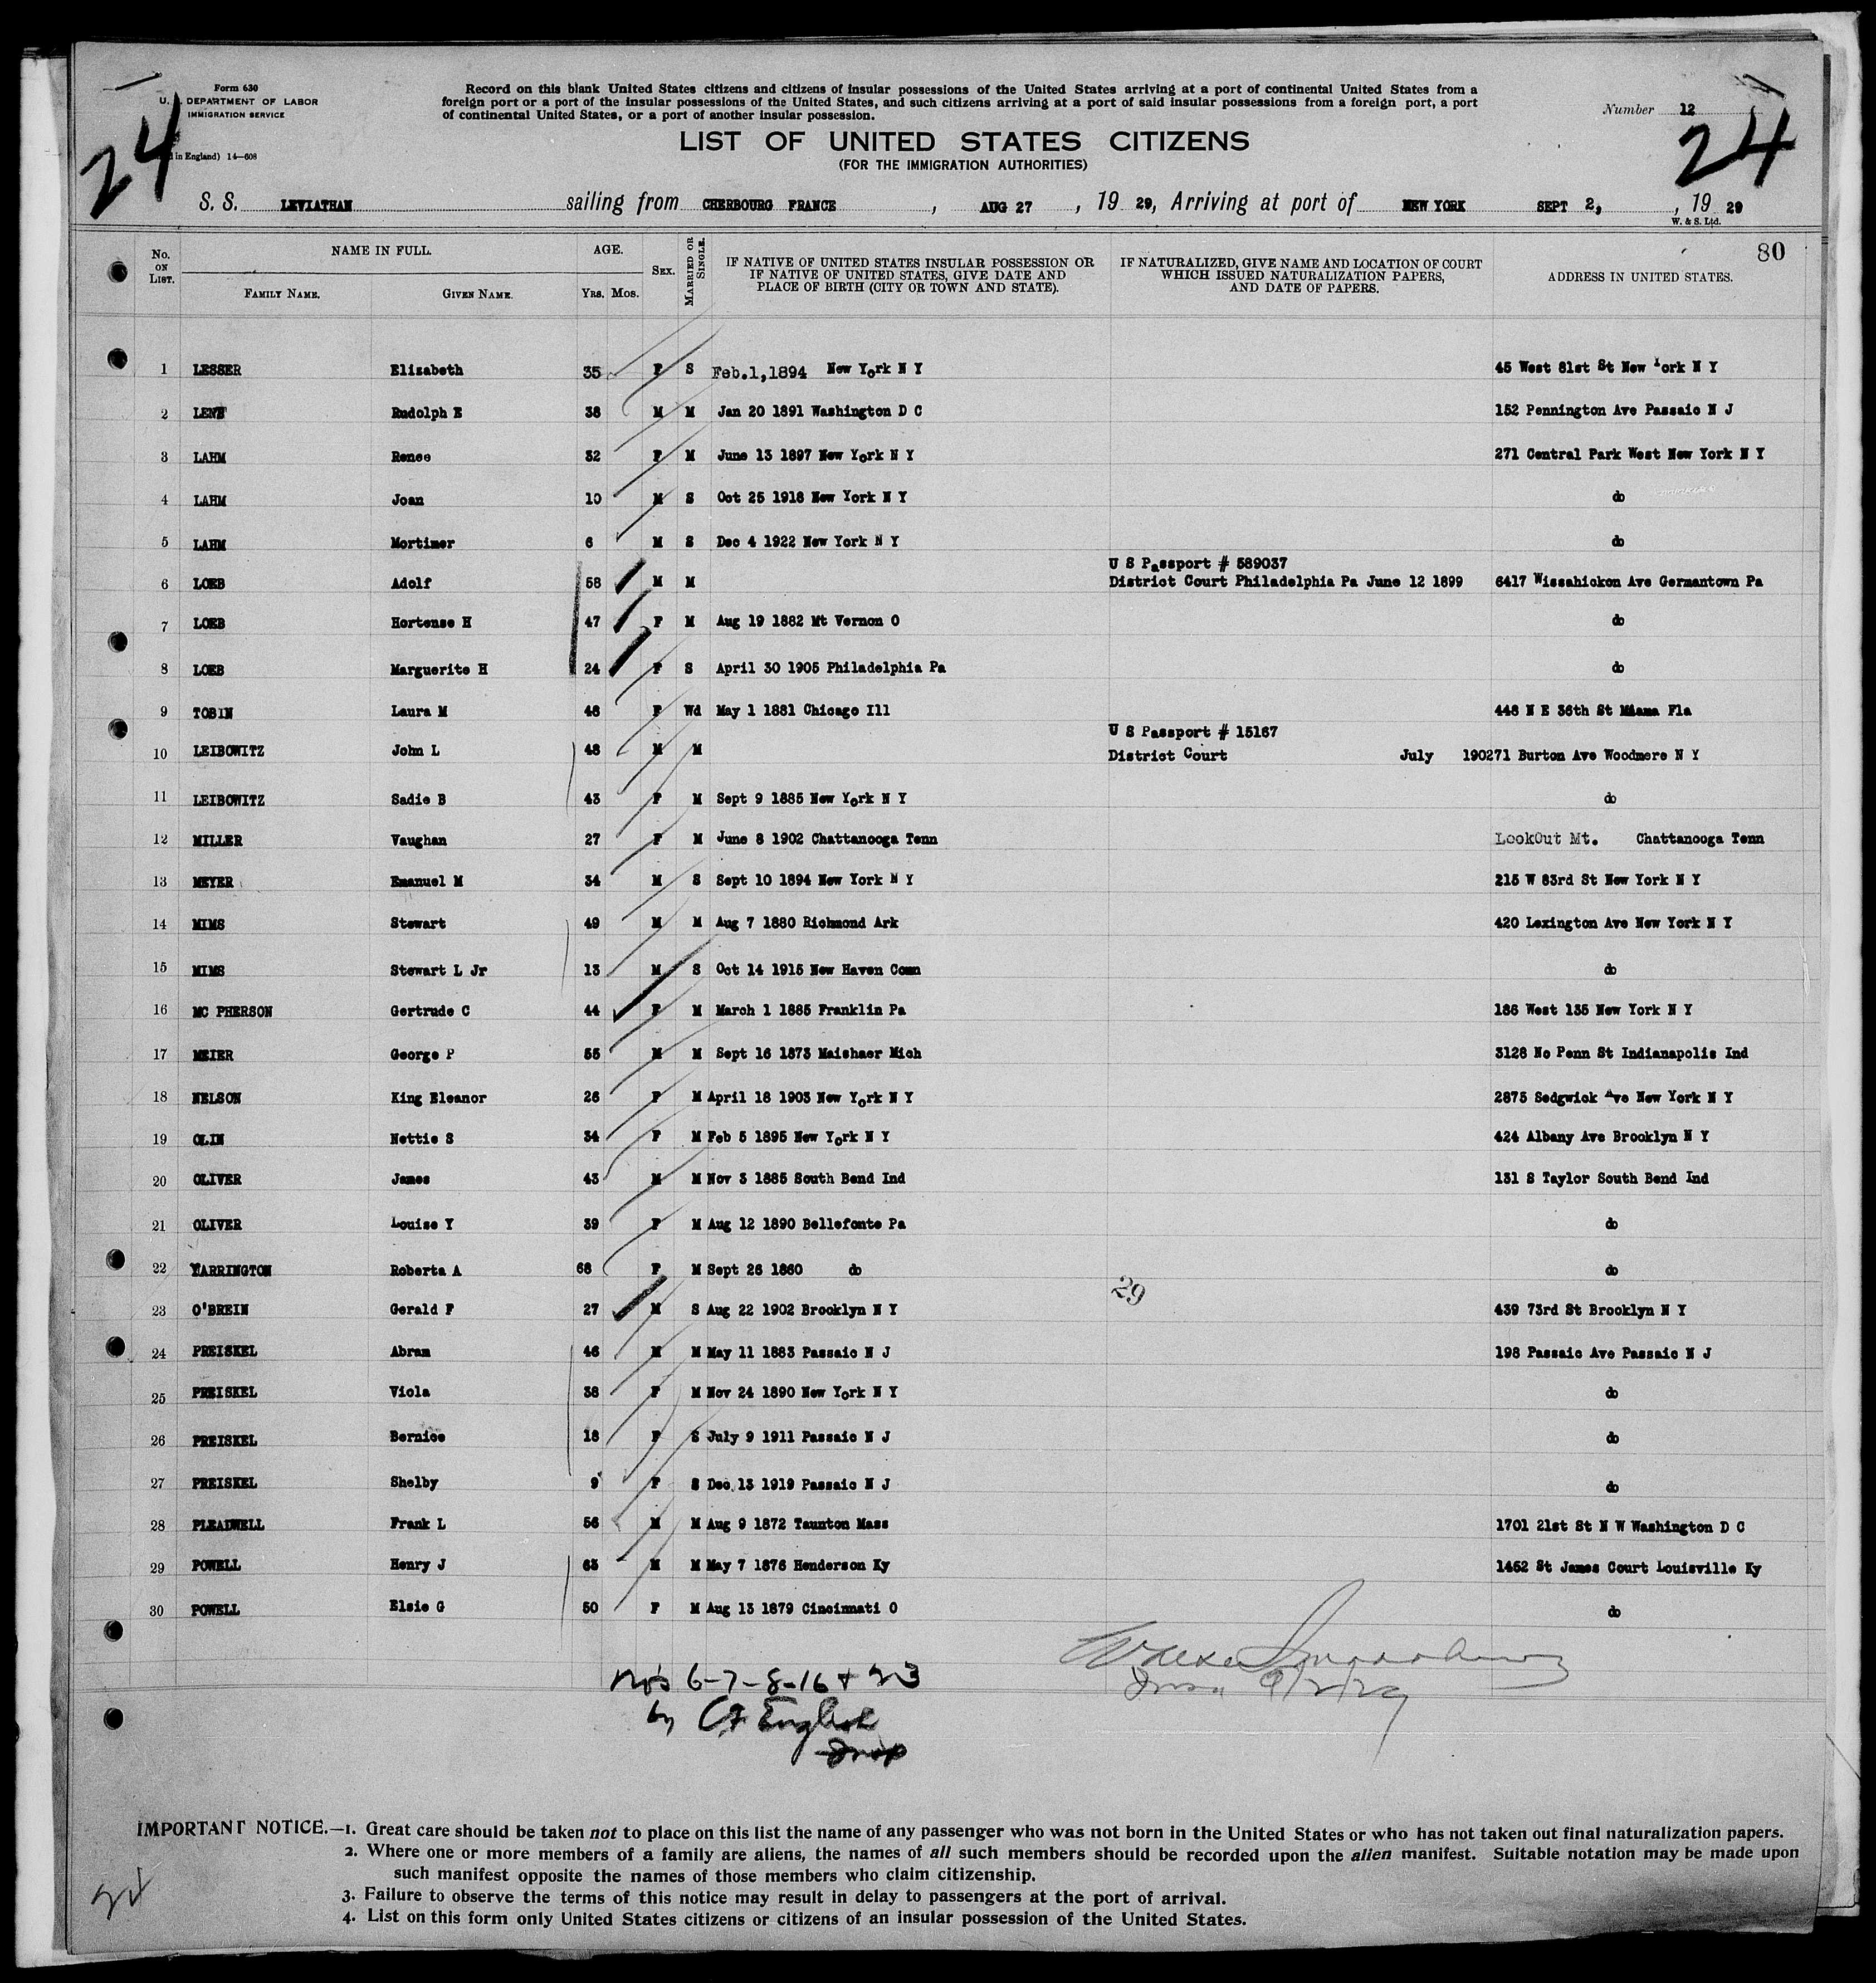 Form 630
U. DEPARTMENT OF LABOR
IMMIGRATION SERVICE
in England) 14—608
24
Record on this blank United States citizens and citizens of insular possessions of the United States arriving at a port of continental United States from a
foreign port or a port of the insular possessions of the United States, and such citizens arriving at a port of said insular possessions from a foreign port, a port
of continental United States, or a port of another insular possession.
Number 12
24
LIST OF UNITED STATES CITIZENS
(FOR THE IMMIGRATION AUTHORITIES)
S. S. LEVIATHAN sailing from CHERBOURG FRANCE, AUG 27, 19 29, Arriving at port of NEW YORK SEPT 2, , 19 29
W. & S. Ltd.
80
No. ON LIST. NAME IN FULL. FAMILY NAME. GIVEN NAME. AGE. YRS. MOS. SEX. MARRIED OR SINGLE. IF NATIVE OF UNITED STATES INSULAR POSSESSION OR IF NATIVE OF UNITED STATES, GIVE DATE AND PLACE OF BIRTH (CITY OR TOWN AND STATE). IF NATURALIZED, GIVE NAME AND LOCATION OF COURT WHICH ISSUED NATURALIZATION PAPERS, AND DATE OF PAPERS. ADDRESS IN UNITED STATES.
1 LESSER Elizabeth 35 F S Feb.1,1894 New York N Y 45 West 81st St New York N Y
2 LENT Rudolph E 38 M M Jan 20 1891 Washington D C 152 Pennington Ave Passaic N J
3 LAHM Renee 32 F M June 13 1897 New York N Y 271 Central Park West New York N Y
4 LAHM Joan 10 M S Oct 25 1918 New York N Y do
5 LAHM Mortimer 6 M S Dec 4 1922 New York N Y do
U S Passport # 589037
6 LOEB Adolf 58 M M District Court Philadelphia Pa June 12 1899 6417 Wissahickon Ave Germantown Pa
7 LOEB Hortense H 47 F M Aug 19 1882 Mt Vernon O do
8 LOEB Marguerite H 24 F S April 30 1905 Philadelphia Pa do
9 TOBIN Laura M 48 F Wd May 1 1881 Chicago Ill 448 N E 36th St Miama Fla
U S Passport # 15167
10 LEIBOWITZ John L 48 M M District Court July 190271 Burton Ave Woodmere N Y
11 LEIBOWITZ Sadie B 43 F M Sept 9 1885 New York N Y do
12 MILLER Vaughan 27 F M June 8 1902 Chattanooga Tenn LookOut Mt. Chattanooga Tenn
13 MEYER Emanuel M 34 M S Sept 10 1894 New York N Y 215 W 83rd St New York N Y
14 MIMS Stewart 49 M M Aug 7 1880 Richmond Ark 420 Lexington Ave New York N Y
15 MIMS Stewart L Jr 13 M S Oct 14 1915 New Haven Conn do
16 MC PHERSON Gertrude C 44 F M March 1 1885 Franklin Pa 186 West 135 New York N Y
17 MEIER George P 55 M M Sept 16 1873 Maishaer Mich 3128 No Penn St Indianapolis Ind
18 NELSON King Eleanor 26 F M April 18 1903 New York N Y 2875 Sedgwick Ave New York N Y
19 OLIN Nettie S 34 F M Feb 5 1895 New York N Y 424 Albany Ave Brooklyn N Y
20 OLIVER James 43 M M Nov 3 1885 South Bend Ind 131 S Taylor South Bend Ind
21 OLIVER Louise Y 39 F M Aug 12 1890 Bellefonte Pa do
22 YARRINGTON Roberta A 68 F M Sept 26 1860 do do
29
23 O'BREIN Gerald F 27 M S Aug 22 1902 Brooklyn N Y 439 73rd St Brooklyn N Y
24 PREISKEL Abram 46 M M May 11 1883 Passaic N J 198 Passaic Ave Passaic N J
25 PREISKEL Viola 38 F M Nov 24 1890 New York N Y do
26 PREISKEL Bernice 18 F S July 9 1911 Passaic N J do
27 PREISKEL Shelby 9 F S Dec 13 1919 Passaic N J do
28 PLEADWELL Frank L 56 M M Aug 9 1872 Taunton Mass 1701 21st St N W Washington D C
29 POWELL Henry J 63 M M May 7 1876 Henderson Ky 1452 St James Court Louisville Ky
30 POWELL Elsie G 50 F M Aug 13 1879 Cincinnati O do
No's 6-7-8-16 + 23
by CA English
Insp
9/2/29
IMPORTANT NOTICE.—1. Great care should be taken not to place on this list the name of any passenger who was not born in the United States or who has not taken out final naturalization papers.
2. Where one or more members of a family are aliens, the names of all such members should be recorded upon the alien manifest. Suitable notation may be made upon
such manifest opposite the names of those members who claim citizenship.
3. Failure to observe the terms of this notice may result in delay to passengers at the port of arrival.
4. List on this form only United States citizens or citizens of an insular possession of the United States.
24